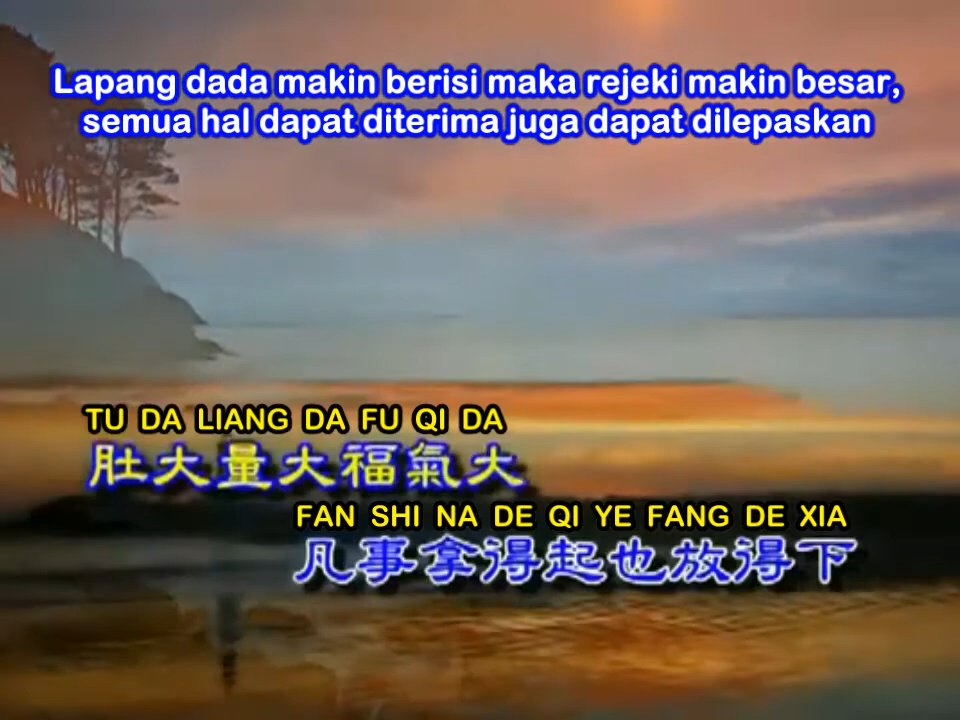 Lapang dada makin berisi maka rejeki makin besar,
semua hal dapat diterima juga dapat dilepaskan
TU DA LIANG DA FU QI DA
肚大量大福氣大
FAN SHI NA DE QI YE FANG DE XIA
凡事拿得起也放得下